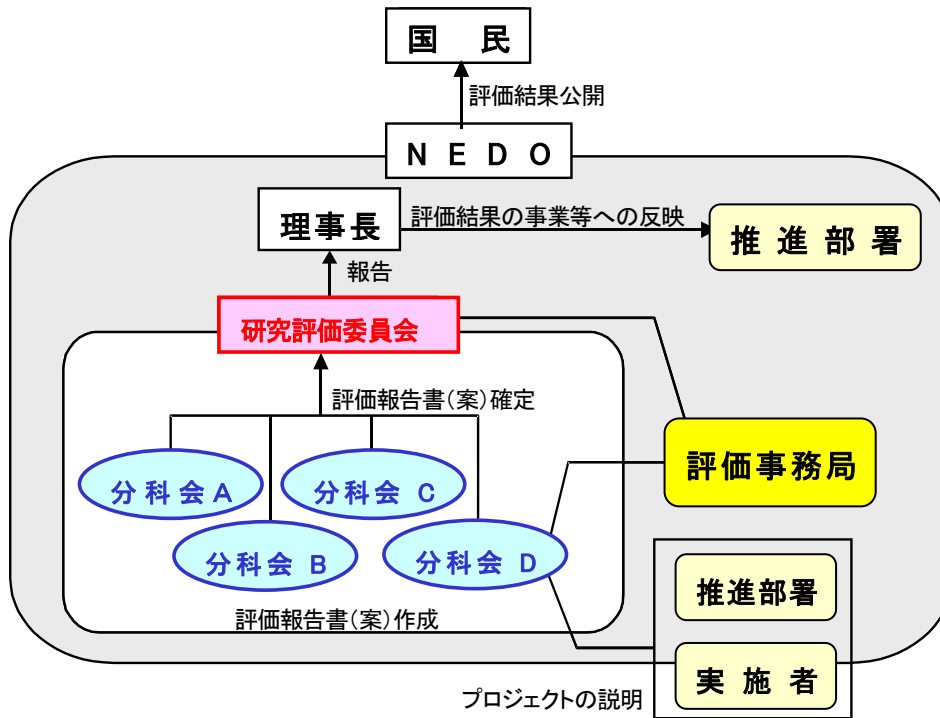 国 民
評価結果公開
N E D O
理事長
評価結果の事業等への反映
推 進 部 署
報告
研究評価委員会
評価報告書(案)確定
評価事務局
分科会 A
分科会 C
分科会 B
分科会 D
推進部署
評価報告書(案)作成
実 施 者
プロジェクトの説明